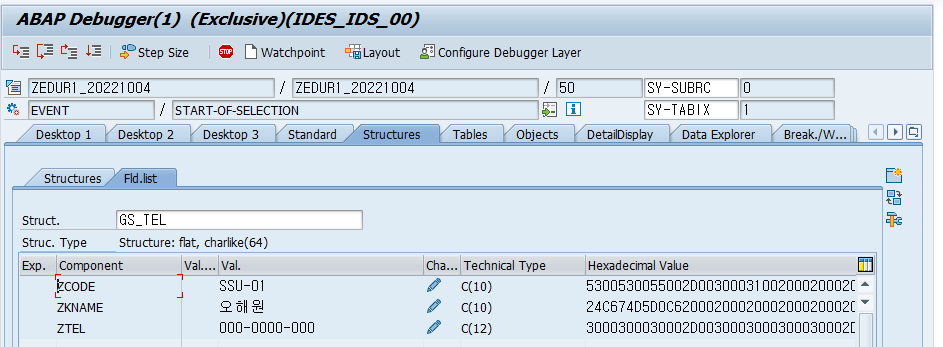 ABAP Debugger(1) (Exclusive)(IDES_IDS_00)
Step Size Watchpoint Layout Configure Debugger Layer
ZEDUR1_20221004 / ZEDUR1_20221004 / 50 SY-SUBRC 0
EVENT / START-OF-SELECTION SY-TABIX 1
Desktop 1 Desktop 2 Desktop 3 Standard Structures Tables Objects DetailDisplay Data Explorer Break./W...
Structures Fld.list
Struct. GS_TEL
Struc. Type Structure: flat, charlike(64)
Exp. Component Val.... Val. Cha... Technical Type Hexadecimal Value
ZCODE SSU-01 C(10) 5300530055002D00300031002000200020
ZKNAME 오해원 C(10) 24C674D5D0C62000200020002000200020
ZTEL 000-0000-000 C(12) 3000300030002D0030003000300030002D